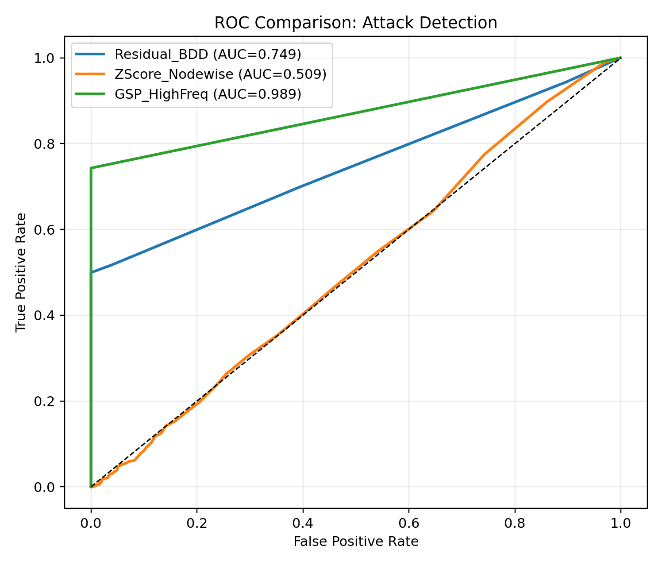 ROC Comparison: Attack Detection
Residual_BDD (AUC=0.749)
ZScore_Nodewise (AUC=0.509)
GSP_HighFreq (AUC=0.989)
True Positive Rate
1.0
0.8
0.6
0.4
0.2
0.0
0.0 0.2 0.4 0.6 0.8 1.0
False Positive Rate